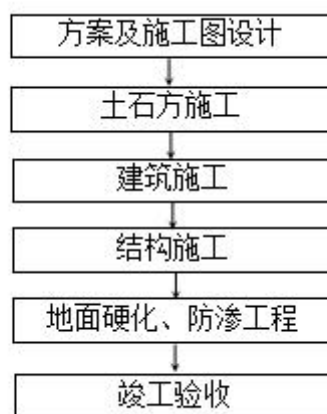 方案及施工图设计
土石方施工
建筑施工
结构施工
地面硬化、防渗工程
竣工验收